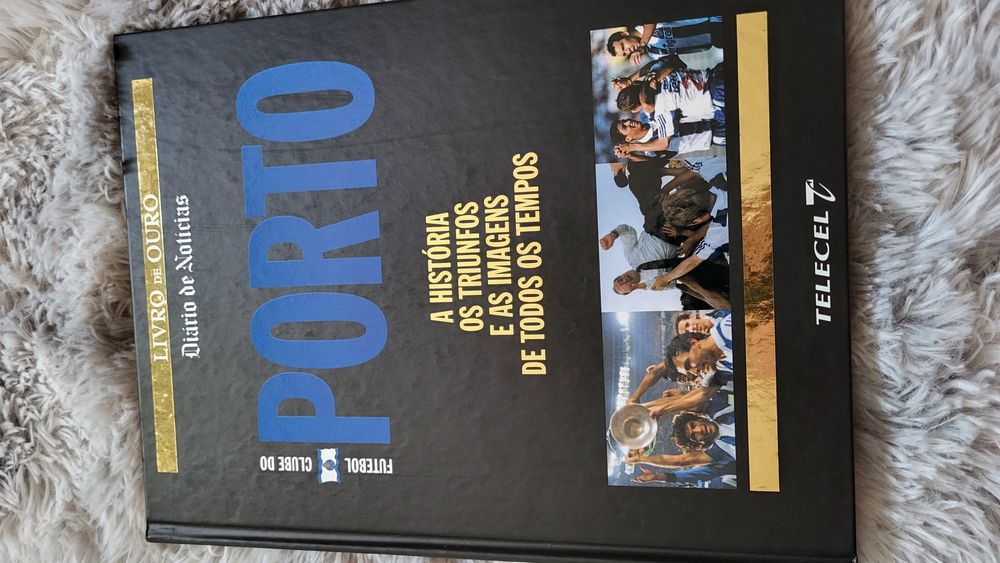 LIVRO DE OURO
Diário de Notícias
FUTEBOL
CLUBE DO
PORTO
A HISTÓRIA
OS TRIUNFOS
E AS IMAGENS
DE TODOS OS TEMPOS
TELECEL